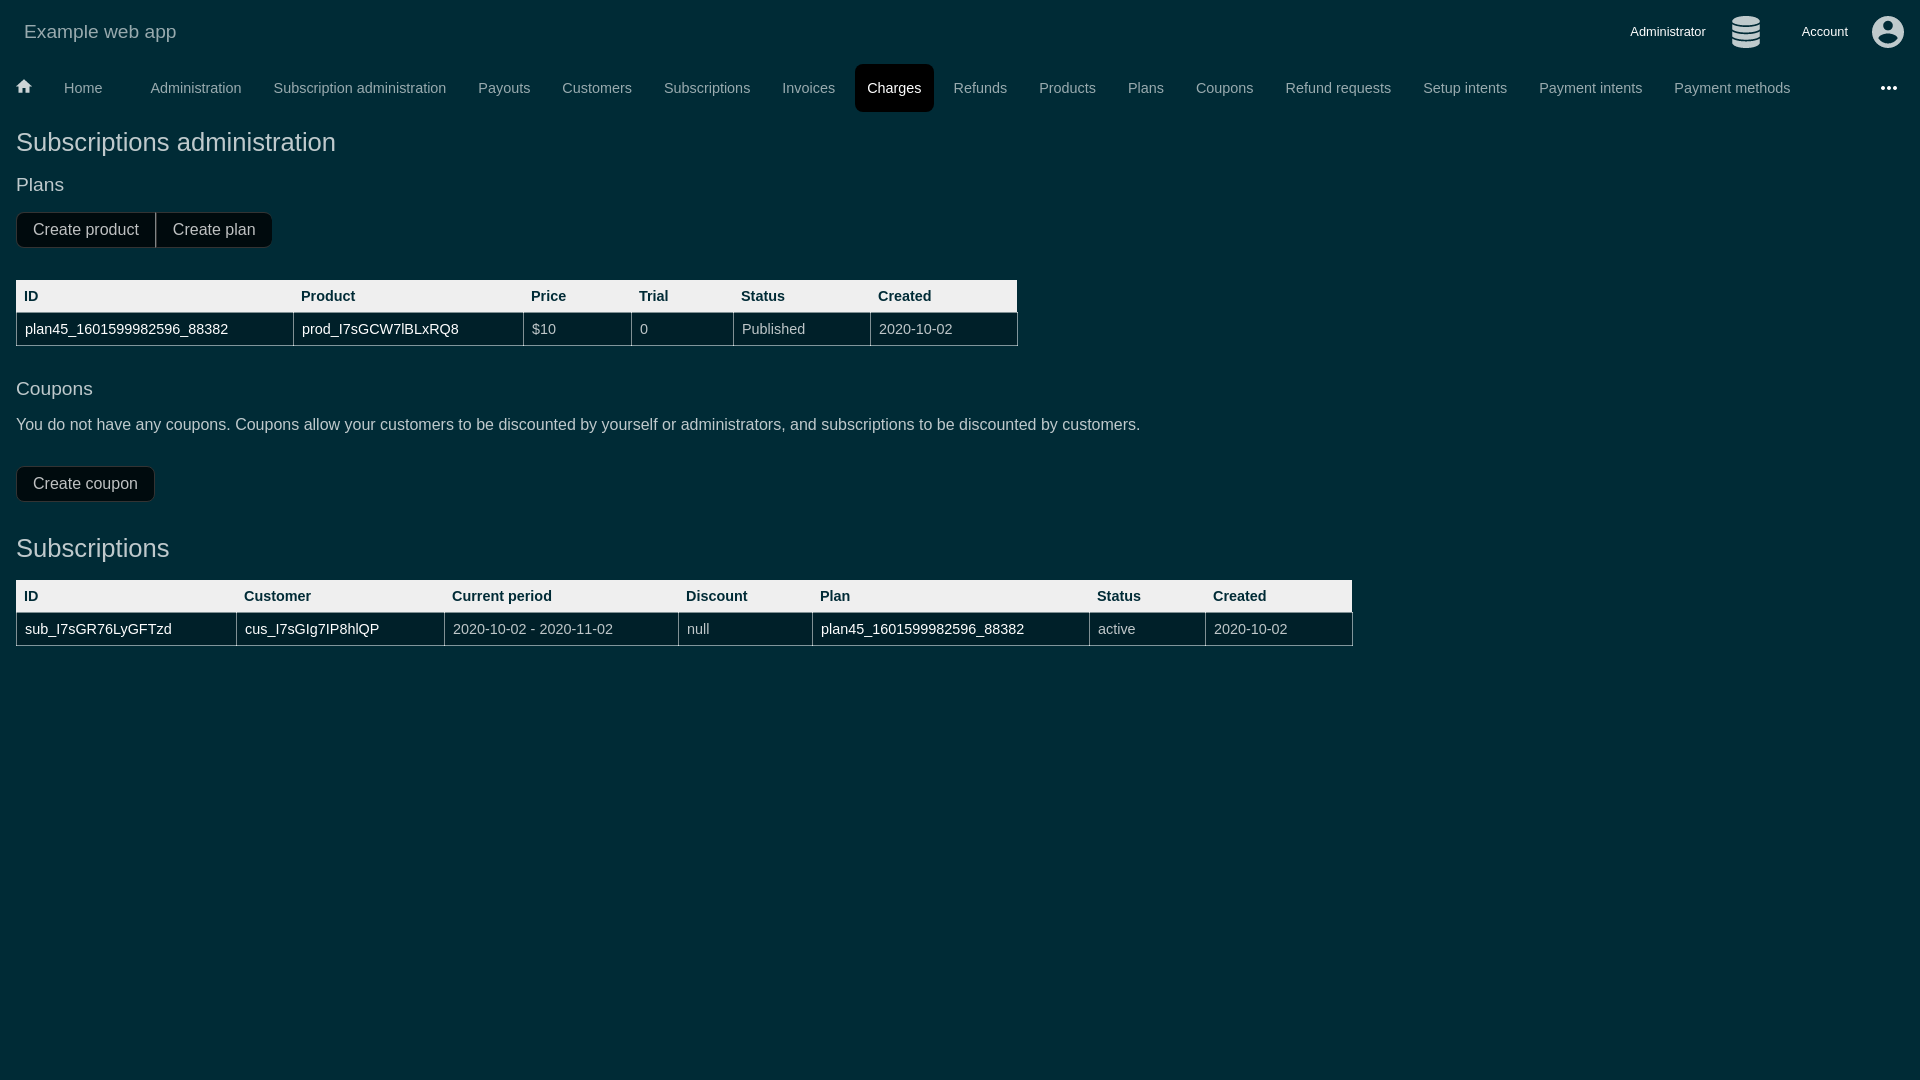 Example web app
Administrator Account
Home Administration Subscription administration Payouts Customers Subscriptions Invoices Charges Refunds Products Plans Coupons Refund requests Setup intents Payment intents Payment methods
Subscriptions administration
Plans
Create product Create plan
ID Product Price Trial Status Created
plan45_1601599982596_88382 prod_I7sGCW7lBLxRQ8 $10 0 Published 2020-10-02
Coupons
You do not have any coupons. Coupons allow your customers to be discounted by yourself or administrators, and subscriptions to be discounted by customers.
Create coupon
Subscriptions
ID Customer Current period Discount Plan Status Created
sub_I7sGR76LyGFTzd cus_I7sGIg7IP8hlQP 2020-10-02 - 2020-11-02 null plan45_1601599982596_88382 active 2020-10-02